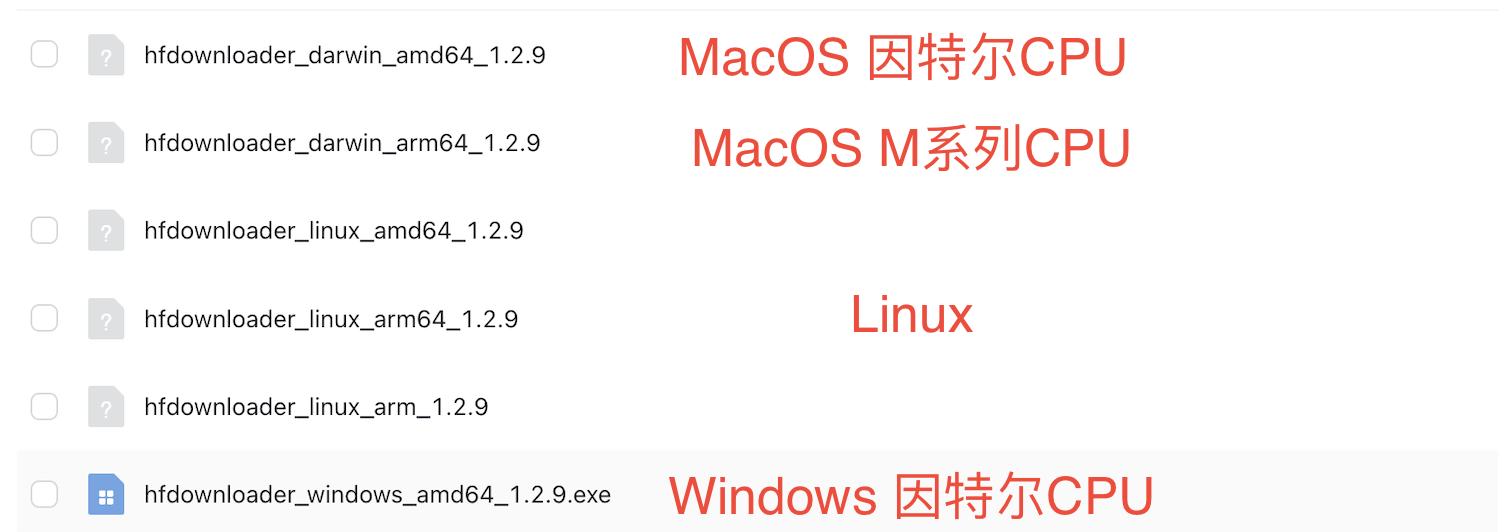 hfdownloader_darwin_amd64_1.2.9 MacOS 因特尔CPU
hfdownloader_darwin_arm64_1.2.9 MacOS M系列CPU
hfdownloader_linux_amd64_1.2.9
hfdownloader_linux_arm64_1.2.9 Linux
hfdownloader_linux_arm_1.2.9
hfdownloader_windows_amd64_1.2.9.exe Windows 因特尔CPU